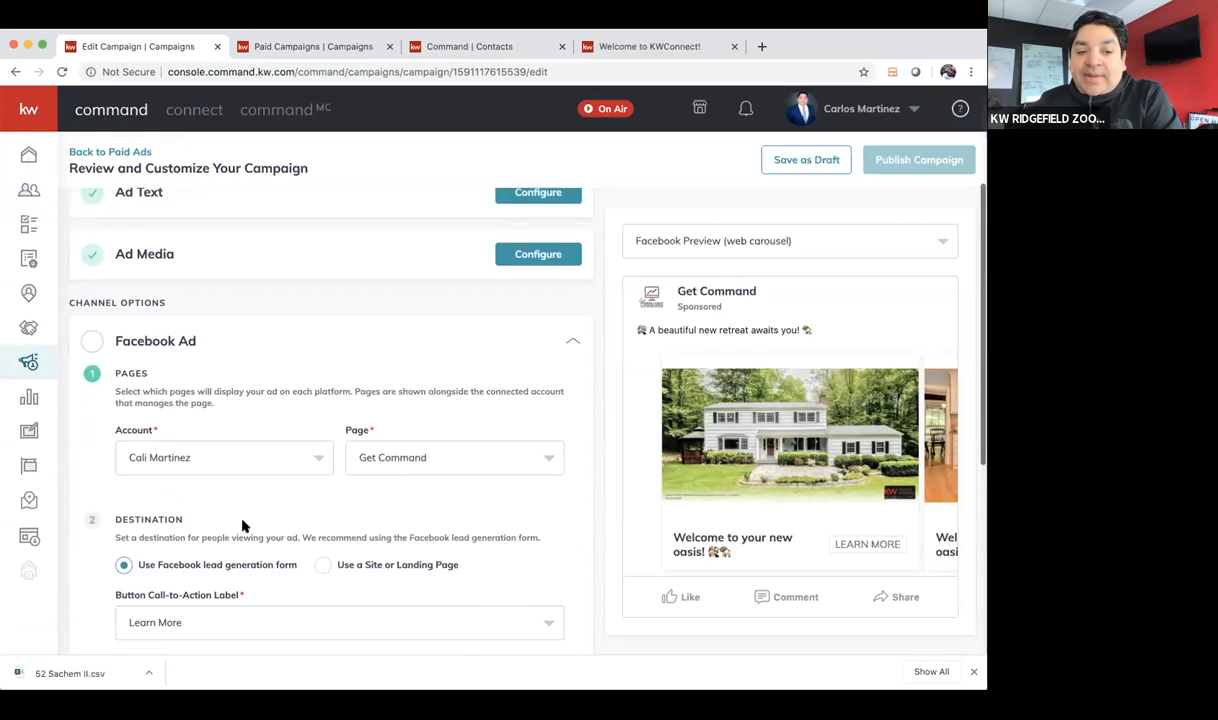 Edit Campaign | Campaigns
Paid Campaigns | Campaigns
Command | Contacts
Welcome to KWConnect!
Not Secure
console.command.kw.com/command/campaigns/campaign/1591117615539/edit
kw
command
connect
command MC
On Air
Carlos Martinez
KW RIDGEFIELD ZOO...
Back to Paid Ads
Review and Customize Your Campaign
Save as Draft
Publish Campaign
Ad Text
Configure
Ad Media
Configure
CHANNEL OPTIONS
Facebook Ad
1
PAGES
Select which pages will display your ad on each platform. Pages are shown alongside the connected account
that manages the page.
Account*
Page*
Cali Martinez
Get Command
2
DESTINATION
Set a destination for people viewing your ad. We recommend using the Facebook lead generation form.
Use Facebook lead generation form
Use a Site or Landing Page
Button Call-to-Action Label*
Learn More
Facebook Preview (web carousel)
Get Command
Sponsored
A beautiful new retreat awaits you!
kw
Welcome to your new
oasis!
LEARN MORE
Wel
oasi
Like
Comment
Share
52 Sachem II.csv
Show All